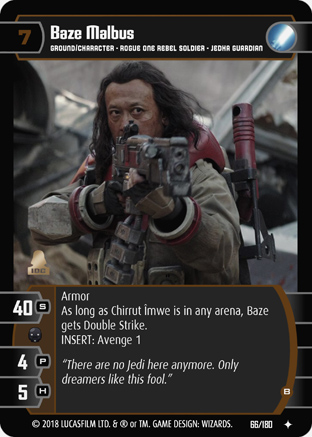 7
Baze Malbus
GROUND/CHARACTER • ROGUE ONE REBEL SOLDIER • JEDHA GUARDIAN
IDC
40 S
4 P
5 H
Armor
As long as Chirrut Îmwe is in any arena, Baze
gets Double Strike.
INSERT: Avenge 1
“There are no Jedi here anymore. Only
dreamers like this fool.”
B
© 2018 LUCASFILM LTD. & ® or TM. GAME DESIGN: WIZARDS.
66/180